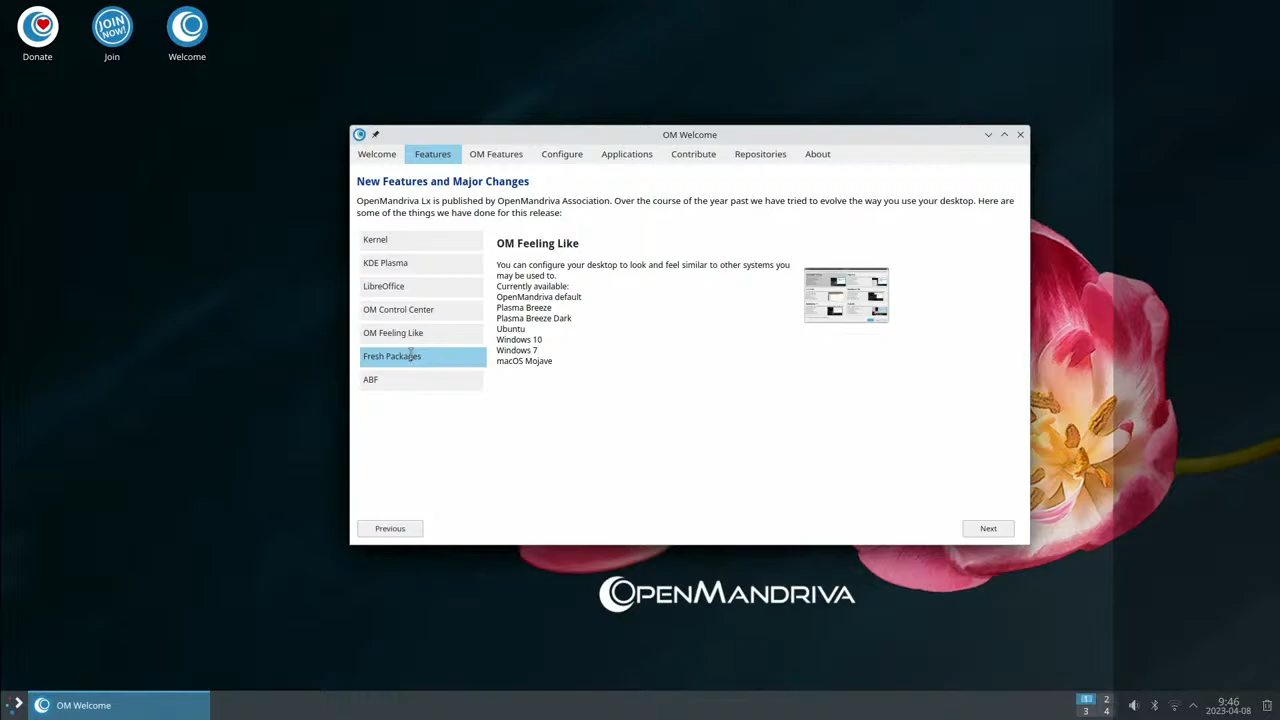 Donate
Join
Welcome
JOIN
NOW!
OM Welcome
Welcome
Features
OM Features
Configure
Applications
Contribute
Repositories
About
New Features and Major Changes
OpenMandriva Lx is published by OpenMandriva Association. Over the course of the year past we have tried to evolve the way you use your desktop. Here are
some of the things we have done for this release:
Kernel
KDE Plasma
LibreOffice
OM Control Center
OM Feeling Like
Fresh Packages
ABF
OM Feeling Like
You can configure your desktop to look and feel similar to other systems you
may be used to.
Currently available:
OpenMandriva default
Plasma Breeze
Plasma Breeze Dark
Ubuntu
Windows 10
Windows 7
macOS Mojave
Previous
Next
OPENMANDRIVA
OM Welcome
2
3 4
9:46
2023-04-08